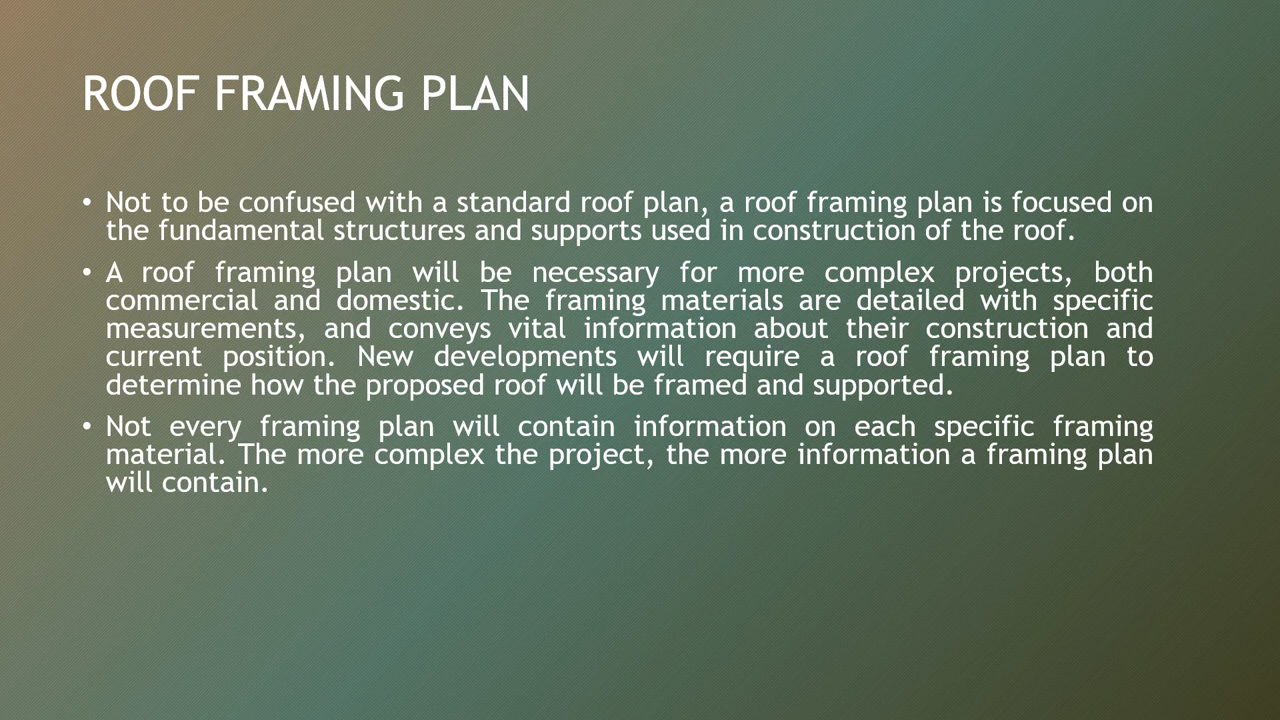 ROOF FRAMING PLAN
• Not to be confused with a standard roof plan, a roof framing plan is focused on
the fundamental structures and supports used in construction of the roof.
• A roof framing plan will be necessary for more complex projects, both
commercial and domestic. The framing materials are detailed with specific
measurements, and conveys vital information about their construction and
current position. New developments will require a roof framing plan to
determine how the proposed roof will be framed and supported.
• Not every framing plan will contain information on each specific framing
material. The more complex the project, the more information a framing plan
will contain.